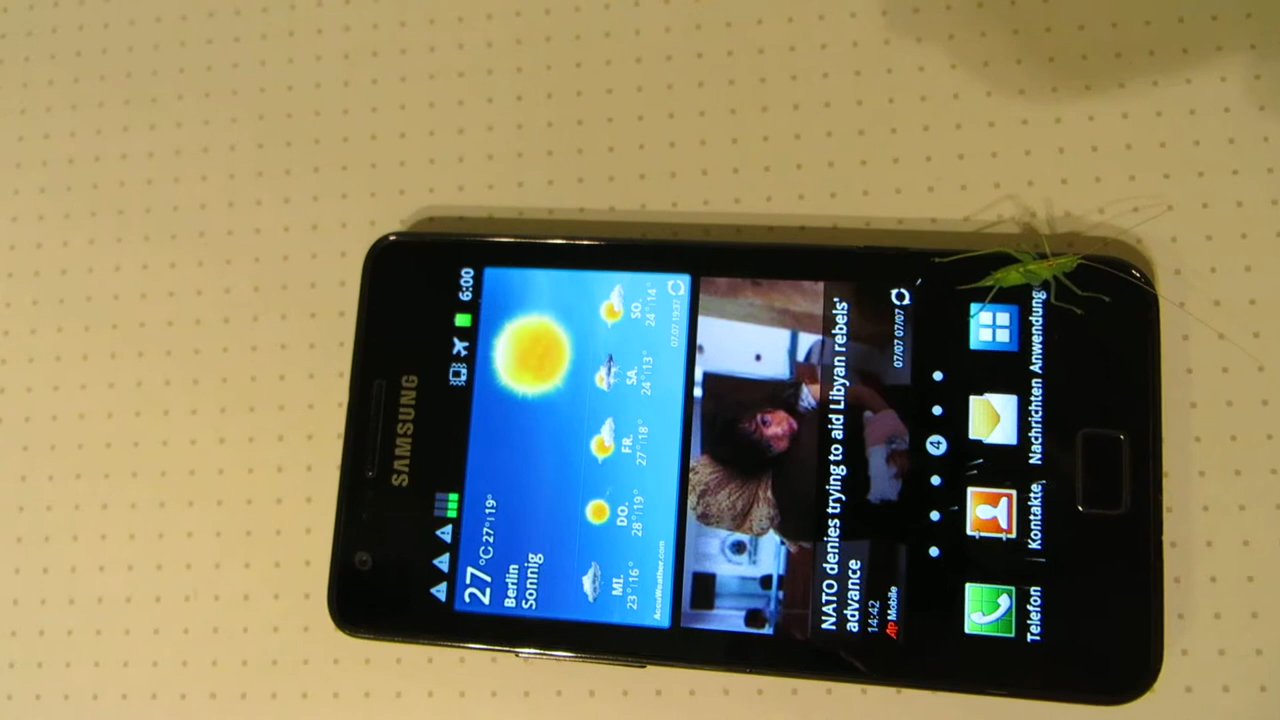 6:00
SAMSUNG
27°C 27°|19°
Berlin
Sonnig
MI. DO. FR. SA. SO.
23°|16° 28°|19° 27°|18° 24°|13° 24°|14°
AccuWeather.com 07.07 19:37
NATO denies trying to aid Libyan rebels'
advance
14:42
AP Mobile 07/07 07/07
4
Telefon Kontakte Nachrichten Anwendung